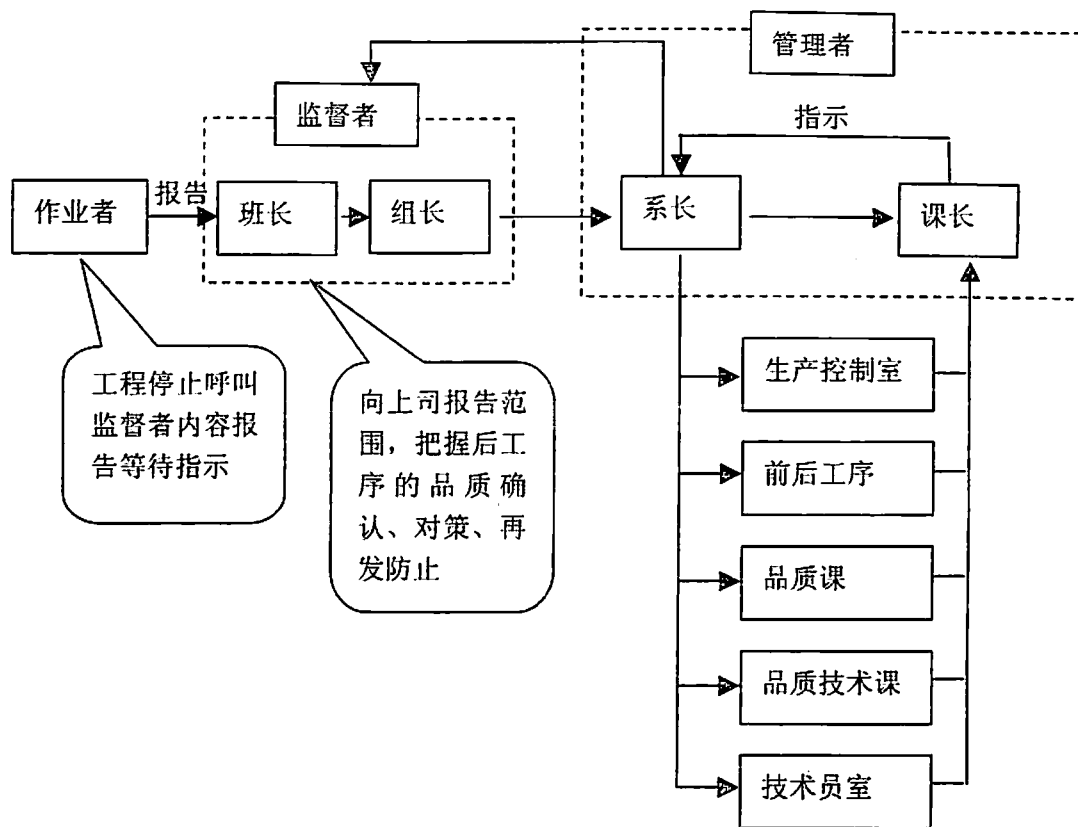 管理者
监督者
指示
作业者
报告
班长
组长
系长
课长
工程停止呼叫
监督者内容报
告等待指示
向上司报告范
围，把握后工
序的品质确
认、对策、再
发防止
生产控制室
前后工序
品质课
品质技术课
技术员室